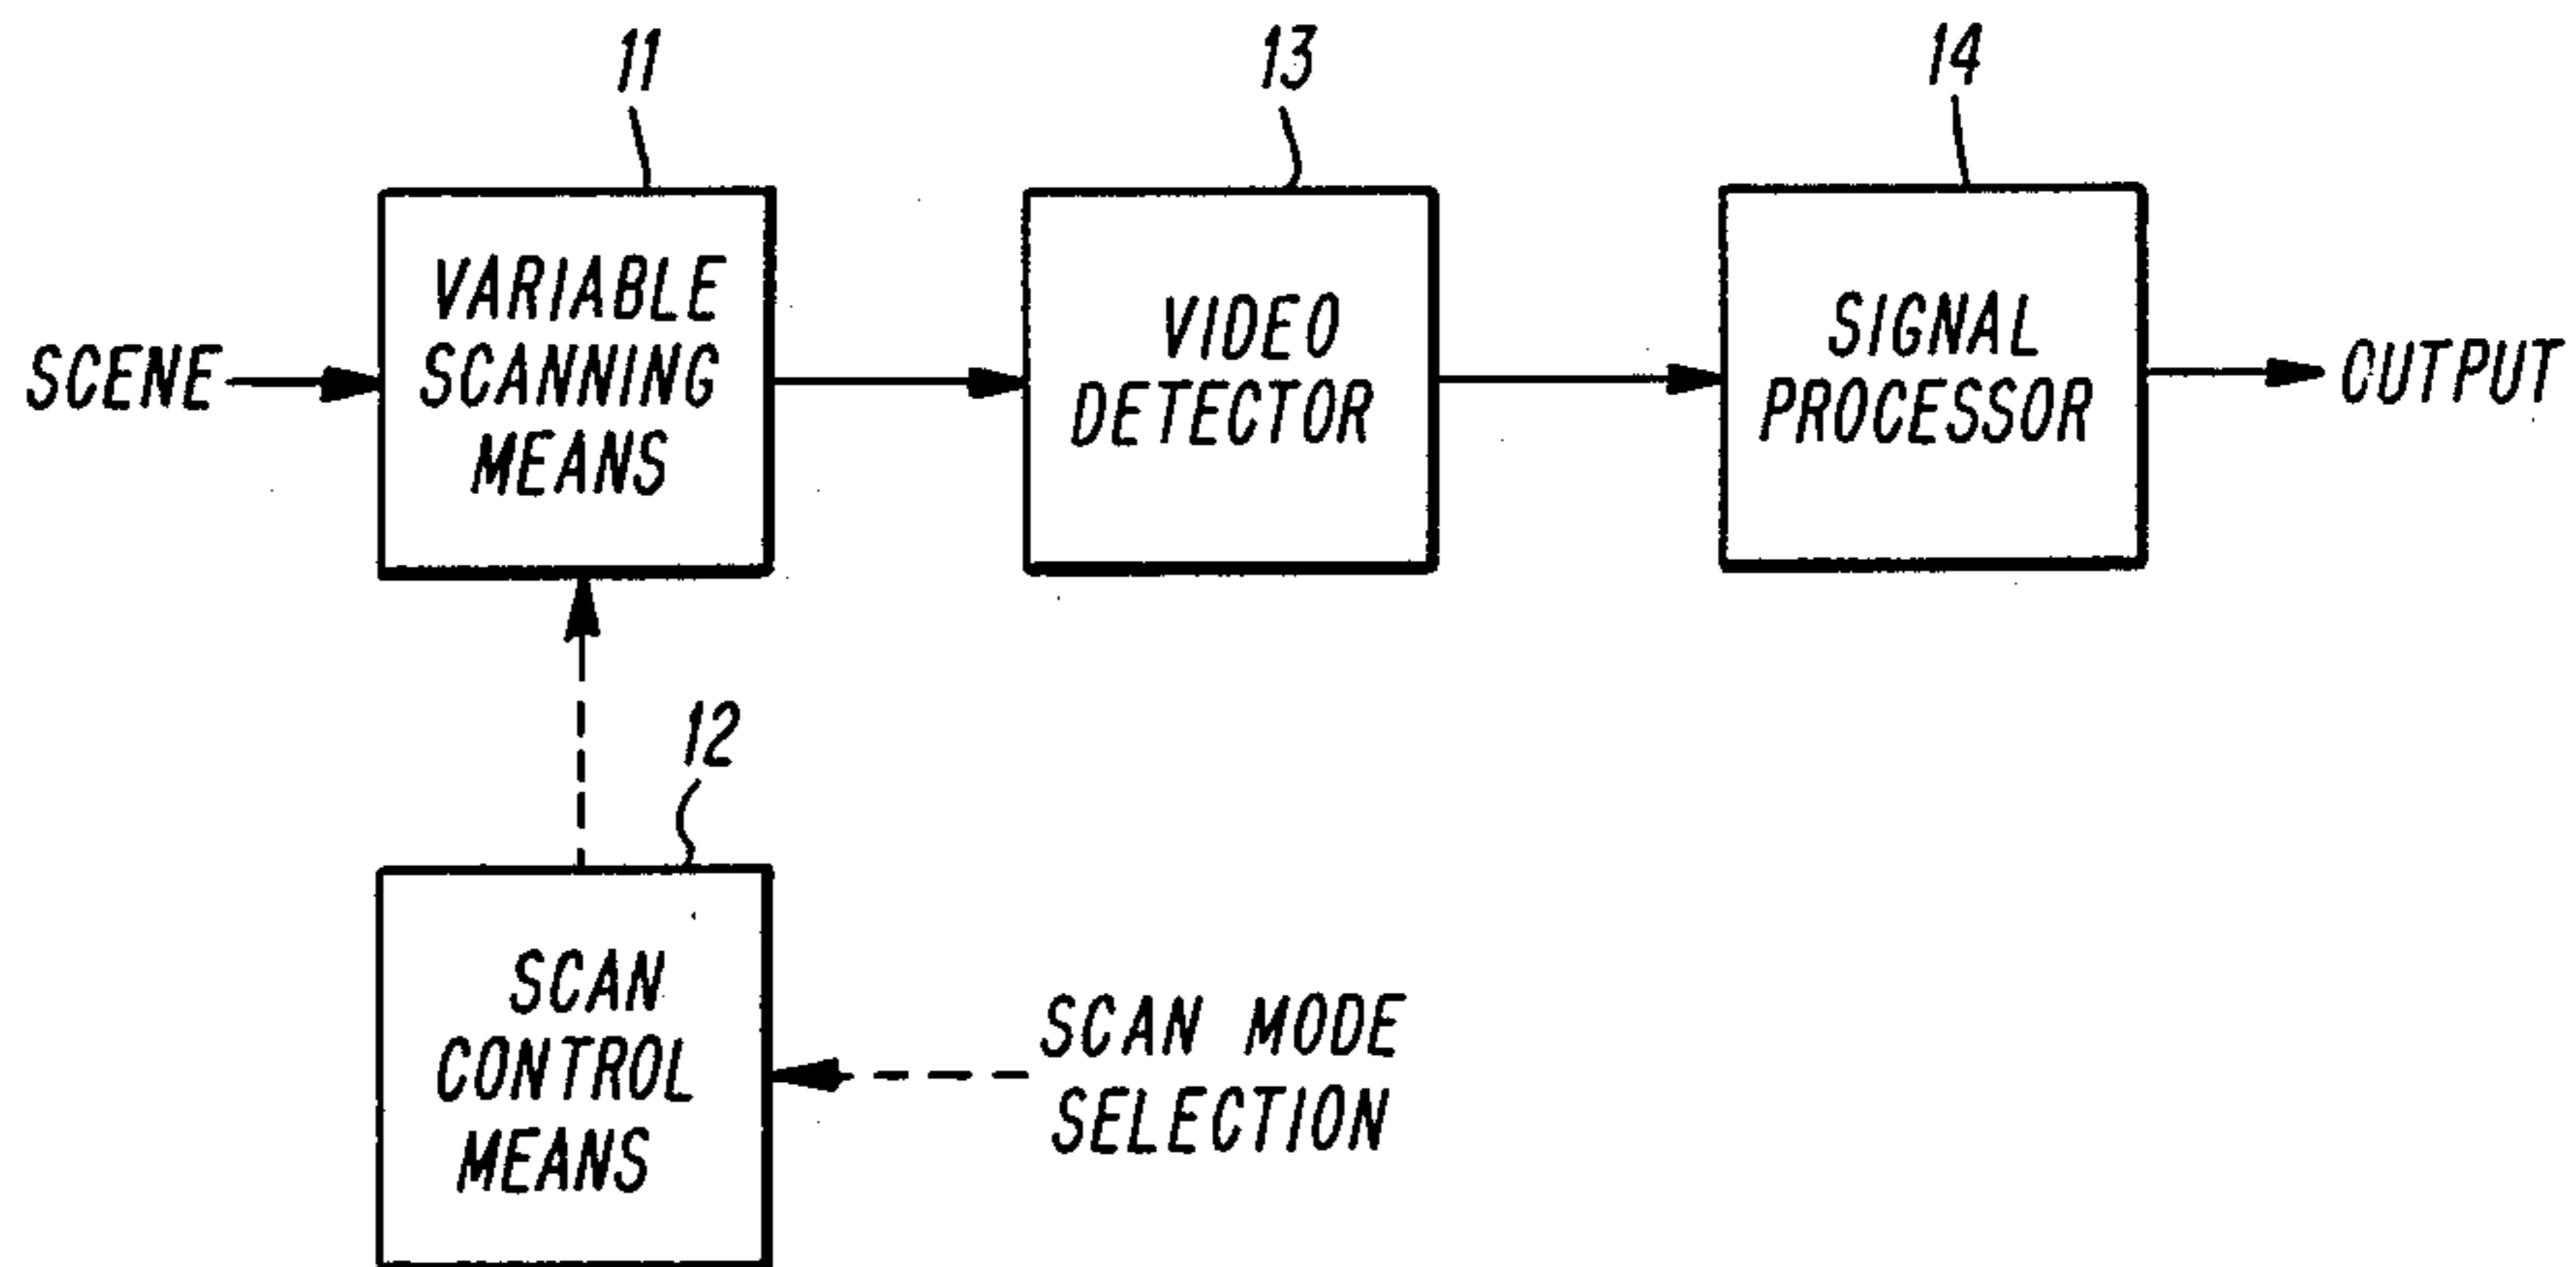 11
13
14
SCENE
VARIABLE
SCANNING
MEANS
VIDEO
DETECTOR
SIGNAL
PROCESSOR
OUTPUT
12
SCAN
CONTROL
MEANS
SCAN MODE
SELECTION